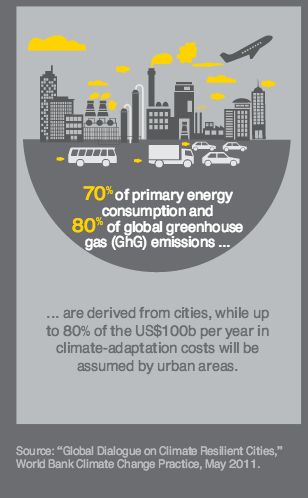 70% of primary energy
consumption and
80% of global greenhouse
gas (GhG) emissions ...
... are derived from cities, while up
to 80% of the US$100b per year in
climate-adaptation costs will be
assumed by urban areas.
Source: “Global Dialogue on Climate Resilient Cities,”
World Bank Climate Change Practice, May 2011.